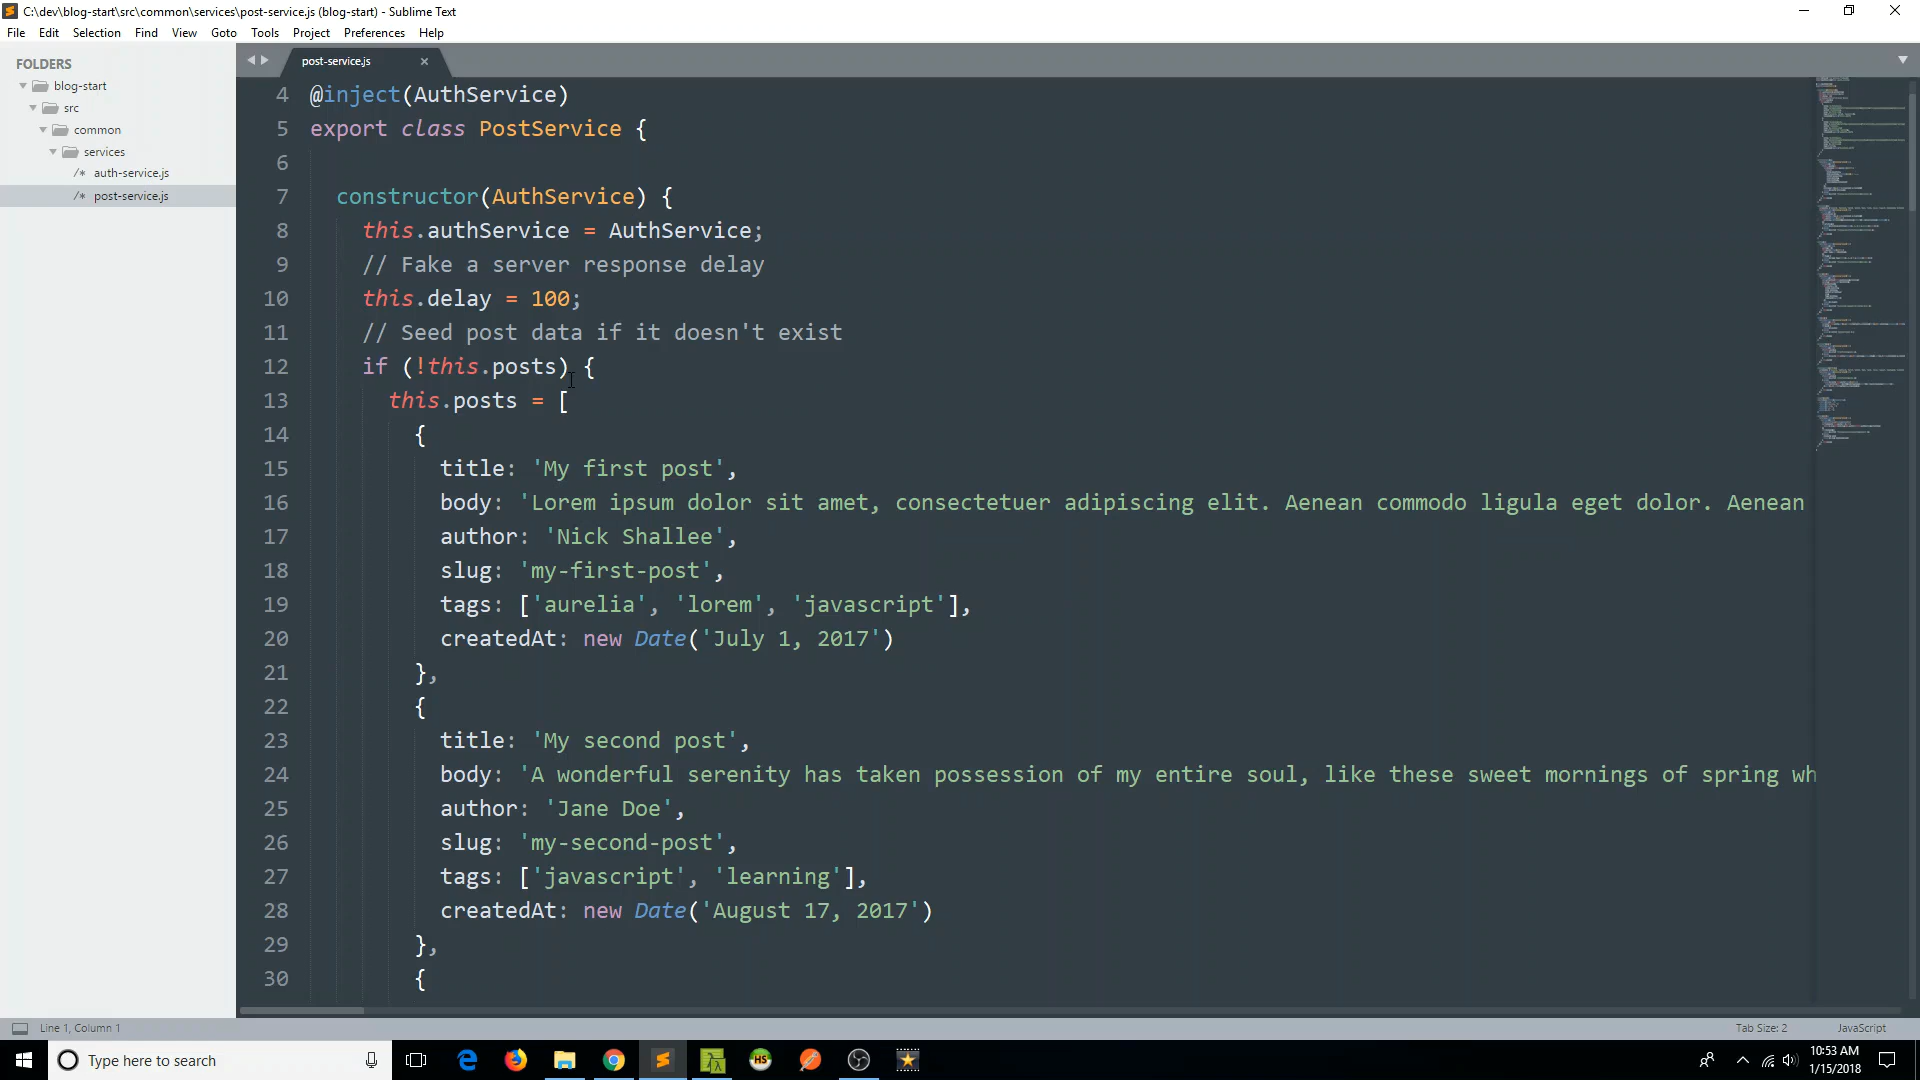 C:\dev\blog-start\src\common\services\post-service.js (blog-start) - Sublime Text
File Edit Selection Find View Goto Tools Project Preferences Help
FOLDERS
blog-start
src
common
services
/* auth-service.js
/* post-service.js
post-service.js ×
4 @inject(AuthService)
5 export class PostService {
6
7 constructor(AuthService) {
8 this.authService = AuthService;
9 // Fake a server response delay
10 this.delay = 100;
11 // Seed post data if it doesn't exist
12 if (!this.posts) {
13 this.posts = [
14 {
15 title: 'My first post',
16 body: 'Lorem ipsum dolor sit amet, consectetuer adipiscing elit. Aenean commodo ligula eget dolor. Aenean
17 author: 'Nick Shallee',
18 slug: 'my-first-post',
19 tags: ['aurelia', 'lorem', 'javascript'],
20 createdAt: new Date('July 1, 2017')
21 },
22 {
23 title: 'My second post',
24 body: 'A wonderful serenity has taken possession of my entire soul, like these sweet mornings of spring wh
25 author: 'Jane Doe',
26 slug: 'my-second-post',
27 tags: ['javascript', 'learning'],
28 createdAt: new Date('August 17, 2017')
29 },
30 {
Line 1, Column 1
Tab Size: 2
JavaScript
Type here to search
HS
10:53 AM
1/15/2018